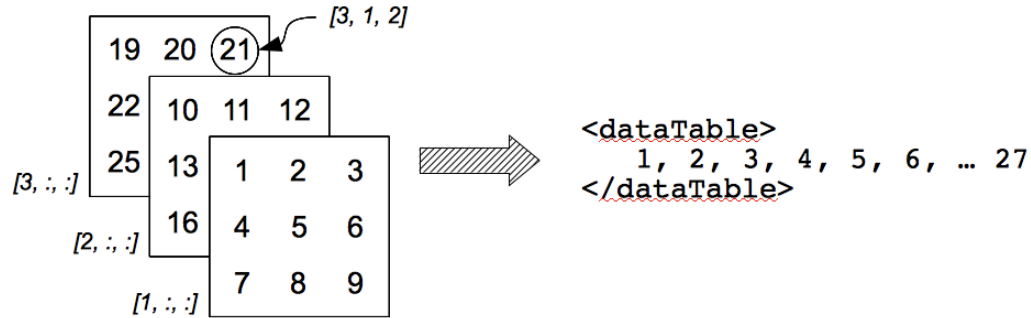 [3, 1, 2]
19 20 21
22
25
[3, :, :]
10 11 12
13
16
[2, :, :]
1 2 3
4 5 6
7 8 9
[1, :, :]
<dataTable>
1, 2, 3, 4, 5, 6, … 27
</dataTable>